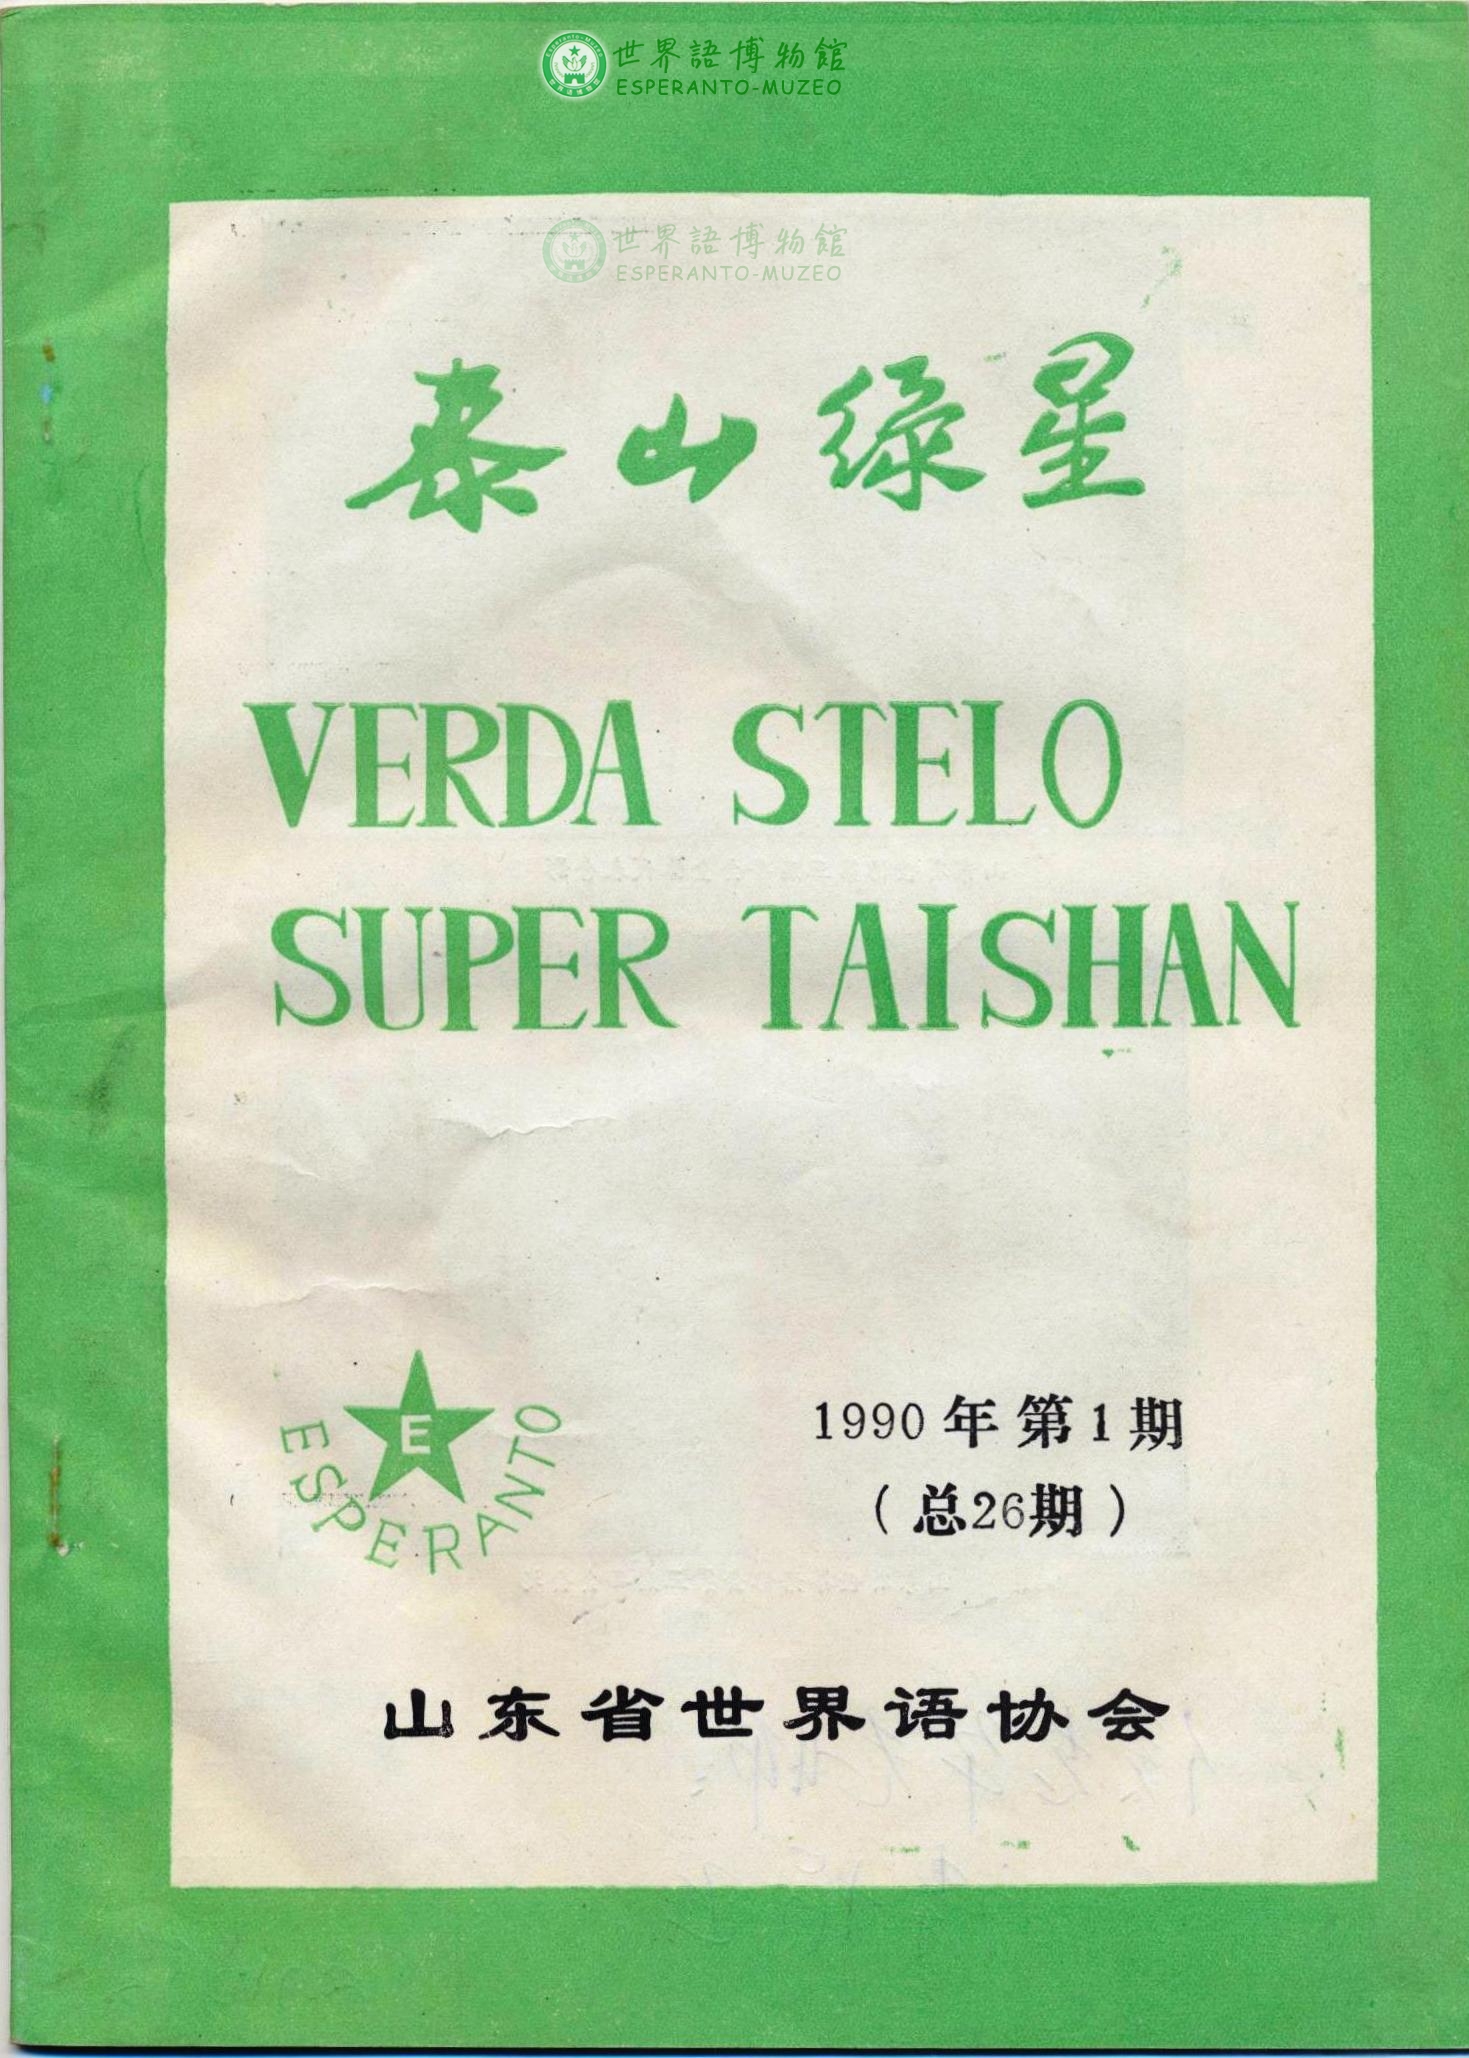 世界語博物館
ESPERANTO-MUZEO
世界語博物館
ESPERANTO-MUZEO
泰山绿星
VERDA STELO
SUPER TAISHAN
E
ESPERANTO
1990年第1期
(总26期)
山东省世界语协会